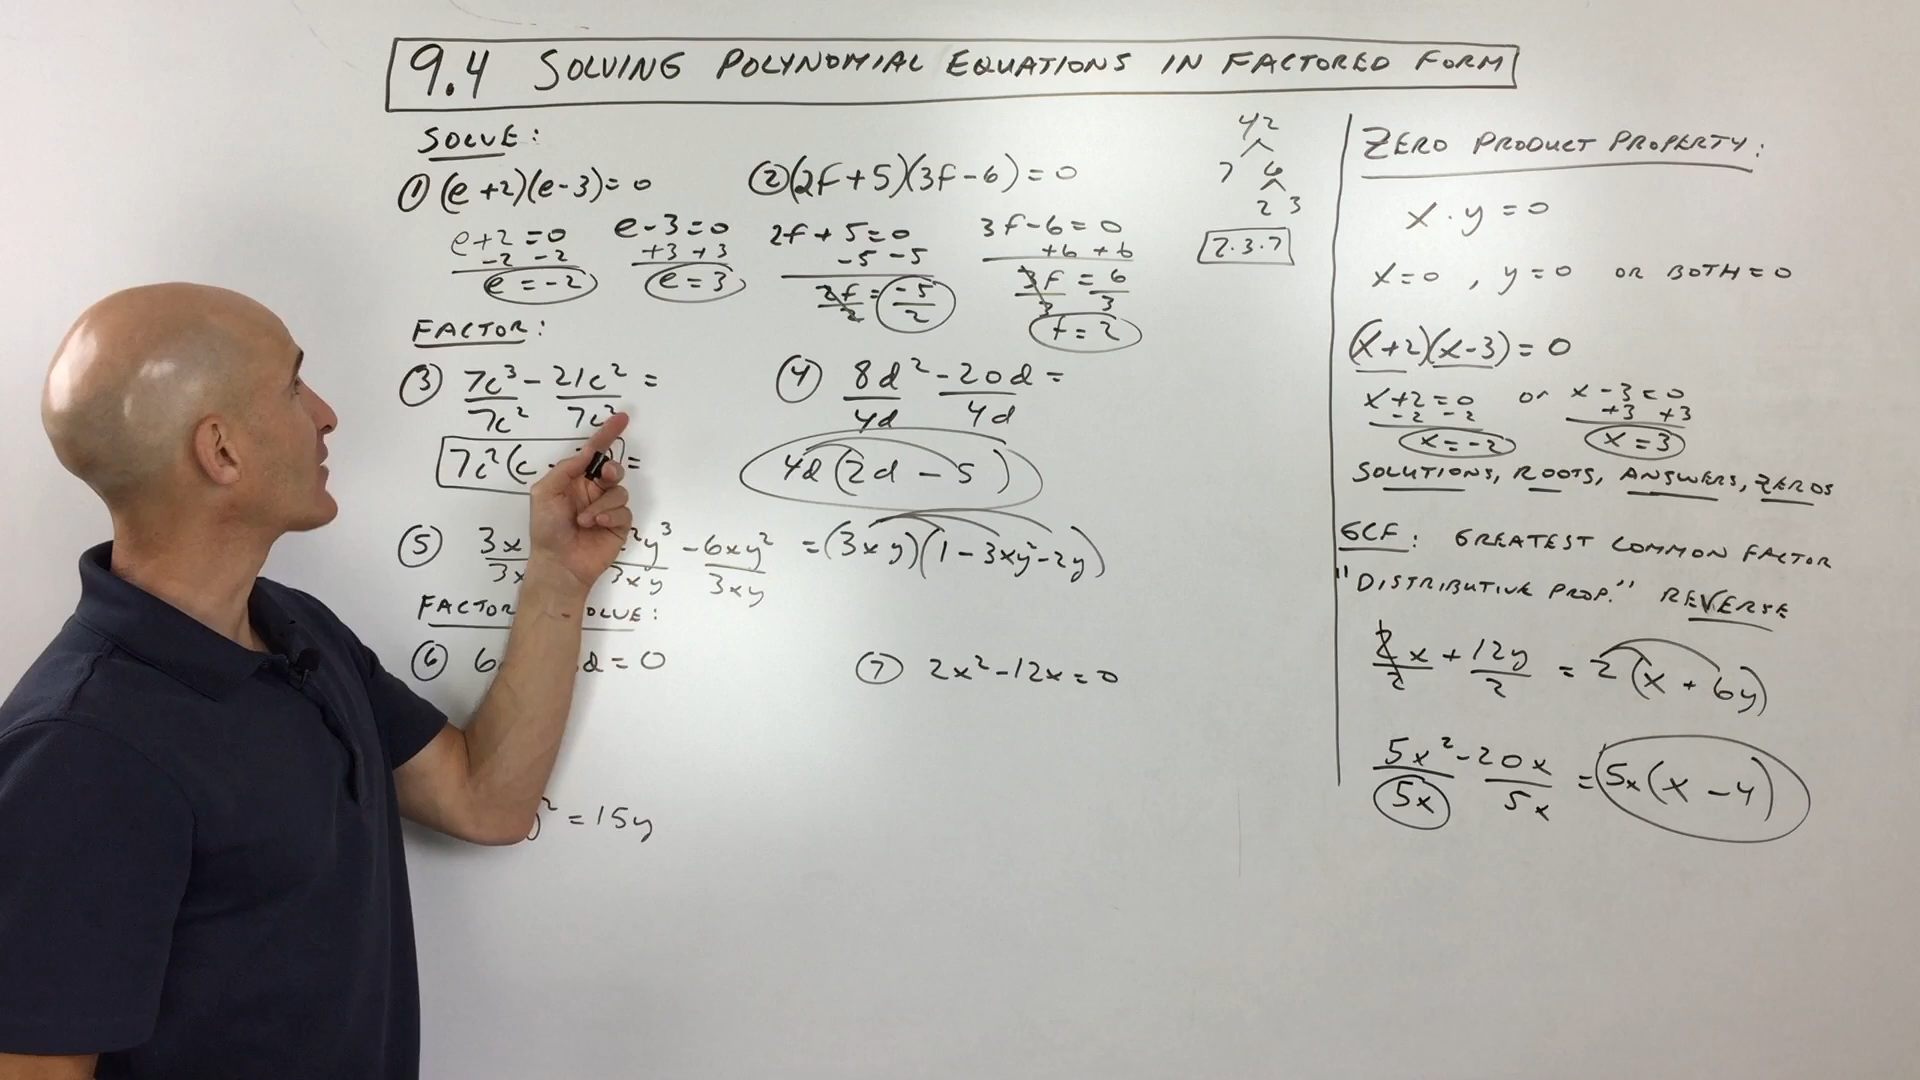 9.4 SOLVING POLYNOMIAL EQUATIONS IN FACTORED FORM
SOLVE:
① (e+2)(e-3)=0
e+2=0
-2 -2
e=-2
e-3=0
+3 +3
e=3
② (2f+5)(3f-6)=0
2f+5=0
-5 -5
2f/2 = -5/2
3f-6=0
+6 +6
3f/3 = 6/3
f=2
42
7 6
2 3
2·3·7
FACTOR:
③ 7c³ - 21c² =
7c² 7c²
7c²(c - =
④ 8d² - 20d =
4d 4d
4d(2d - 5)
⑤ 3x y³ - 6xy² = (3xy)(1 - 3xy² - 2y)
3x 3xy 3xy
FACTOR OLVE:
⑥ 6 d = 0
⑦ 2x² - 12x = 0
² = 15y
ZERO PRODUCT PROPERTY:
x·y=0
x=0, y=0 OR BOTH=0
(x+2)(x-3)=0
x+2=0 or x-3=0
-2 -2 +3 +3
x=-2 x=3
SOLUTIONS, ROOTS, ANSWERS, ZEROS
GCF: GREATEST COMMON FACTOR
"DISTRIBUTIVE PROP." REVERSE
2x + 12y = 2(x + 6y)
2 2
5x² - 20x = 5x(x - 4)
5x 5x